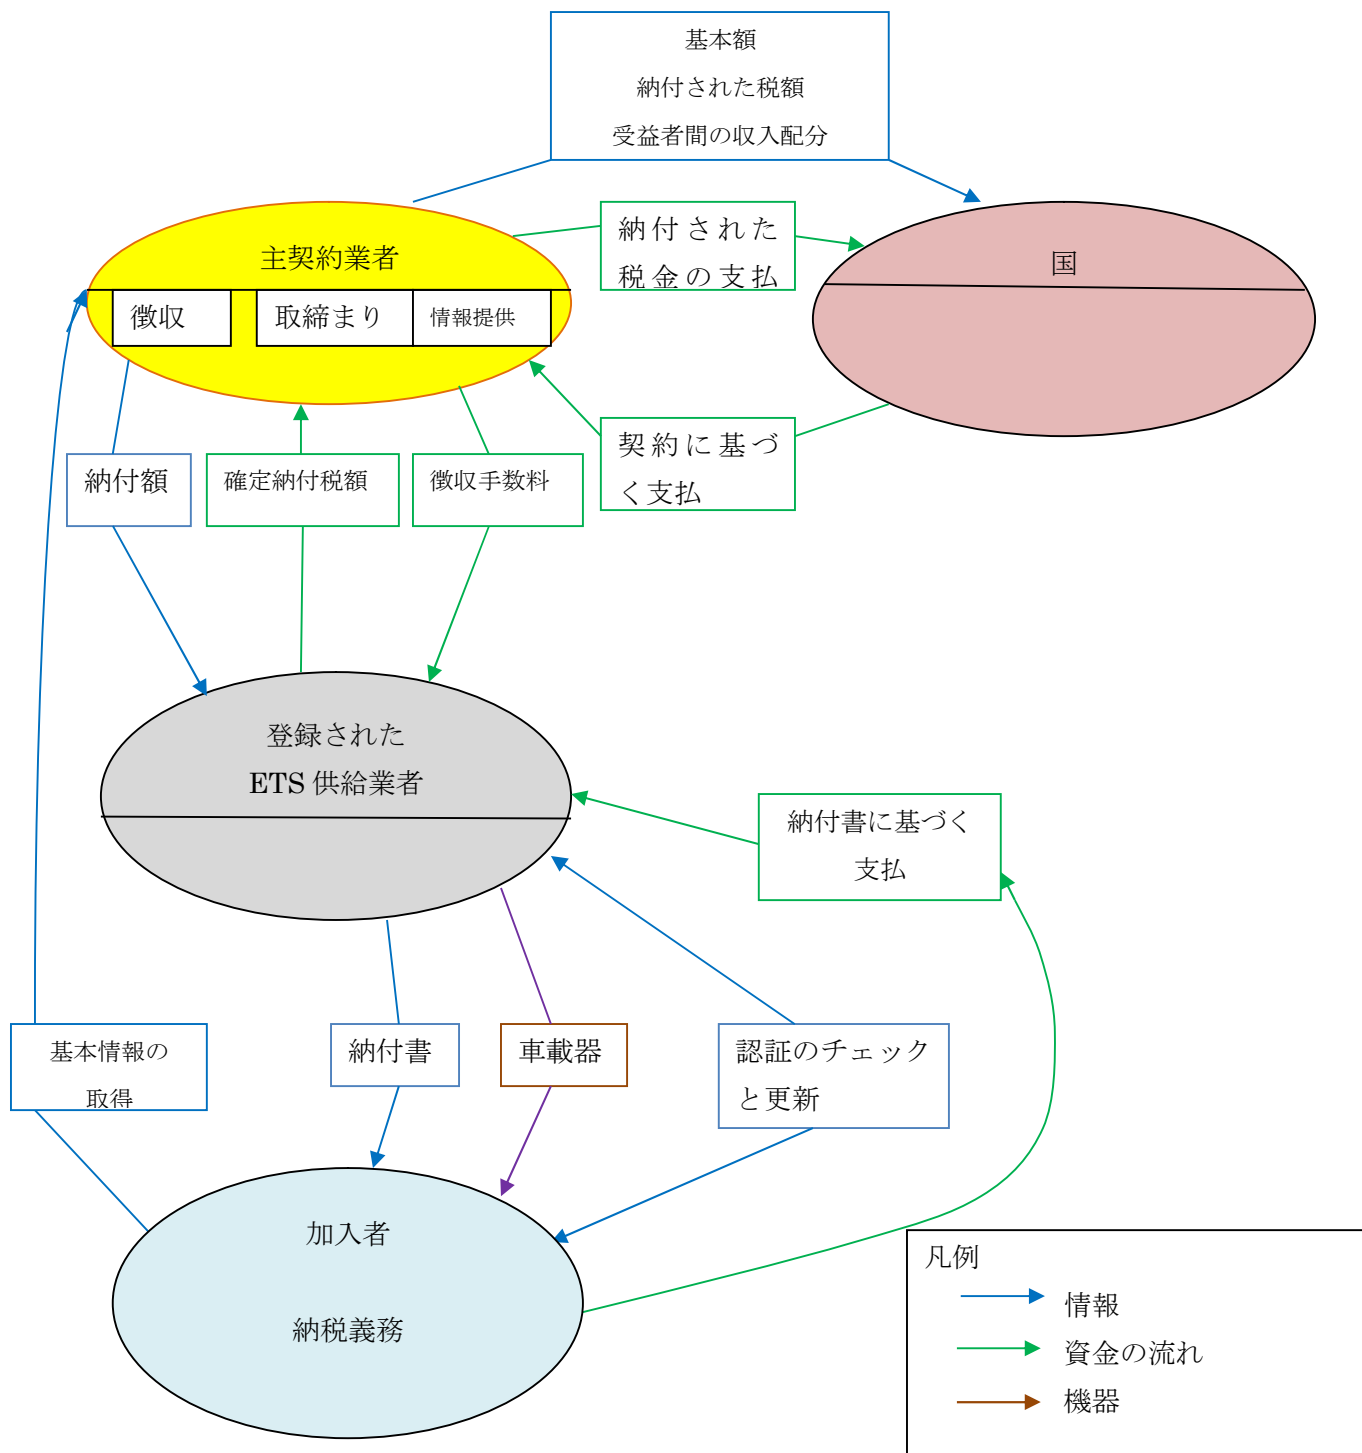 基本額
納付された税額
受益者間の収入配分
主契約業者
徴収
取締まり
情報提供
納付された
税金の支払
国
契約に基づ
く支払
納付額
確定納付税額
徴収手数料
登録された
ETS 供給業者
納付書に基づく
支払
基本情報の
取得
納付書
車載器
認証のチェック
と更新
加入者
納税義務
凡例
情報
資金の流れ
機器